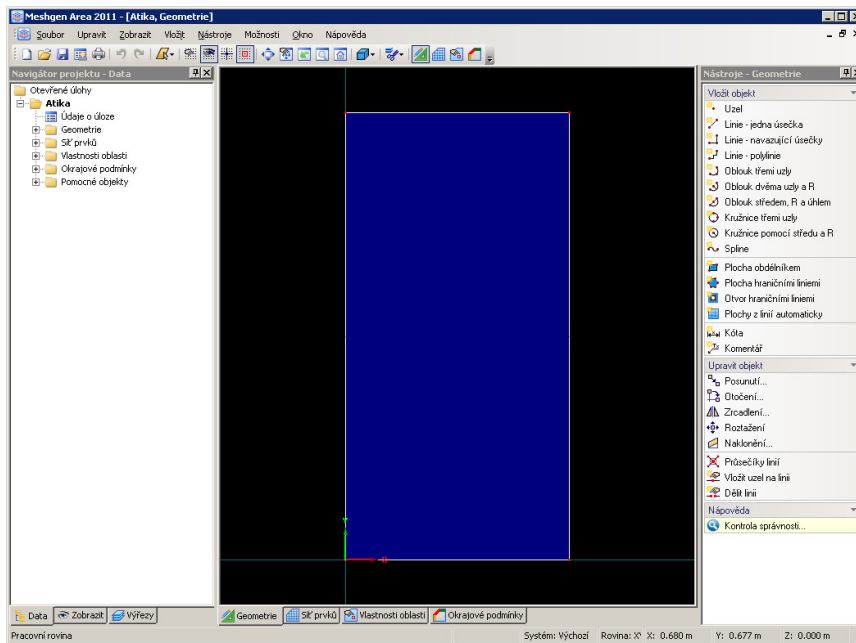 Meshgen Area 2011 - [Atika, Geometrie]
Soubor Upravit Zobrazit Vložit Nástroje Možnosti Okno Nápověda
Navigátor projektu - Data
Otevřené úlohy
Atika
Údaje o úloze
Geometrie
Síť prvků
Vlastnosti oblasti
Okrajové podmínky
Pomocné objekty
Y
X
Nástroje - Geometrie
Vložit objekt
Uzel
Linie - jedna úsečka
Linie - navazující úsečky
Linie - polylinie
Oblouk třemi uzly
Oblouk dvěma uzly a R
Oblouk středem, R a úhlem
Kružnice třemi uzly
Kružnice pomocí středu a R
Spline
Plocha obdélníkem
Plocha hraničními liniemi
Otvor hraničními liniemi
Plochy z linií automaticky
Kóta
Komentář
Upravit objekt
Posunutí...
Otočení...
Zrcadlení...
Roztažení
Naklonění...
Průsečíky linií
Vložit uzel na linii
Dělit linii
Nápověda
Kontrola správnosti...
Data Zobrazit Výřezy
Geometrie Síť prvků Vlastnosti oblasti Okrajové podmínky
Pracovní rovina Systém: Výchozí Rovina: X: 0.680 m Y: 0.677 m Z: 0.000 m